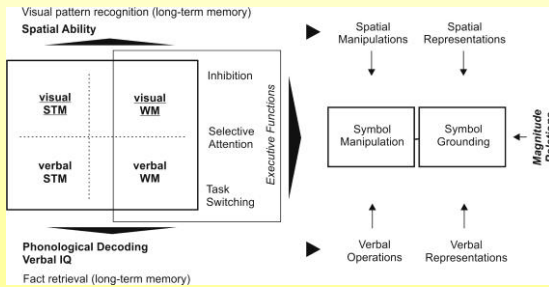 Visual pattern recognition (long-term memory)
Spatial Ability
visual
STM
visual
WM
verbal
STM
verbal
WM
Inhibition
Selective
Attention
Task
Switching
Executive Functions
Phonological Decoding
Verbal IQ
Fact retrieval (long-term memory)
Spatial
Manipulations
Spatial
Representations
Symbol
Manipulation
Symbol
Grounding
Magnitude
Verbal
Operations
Verbal
Representations